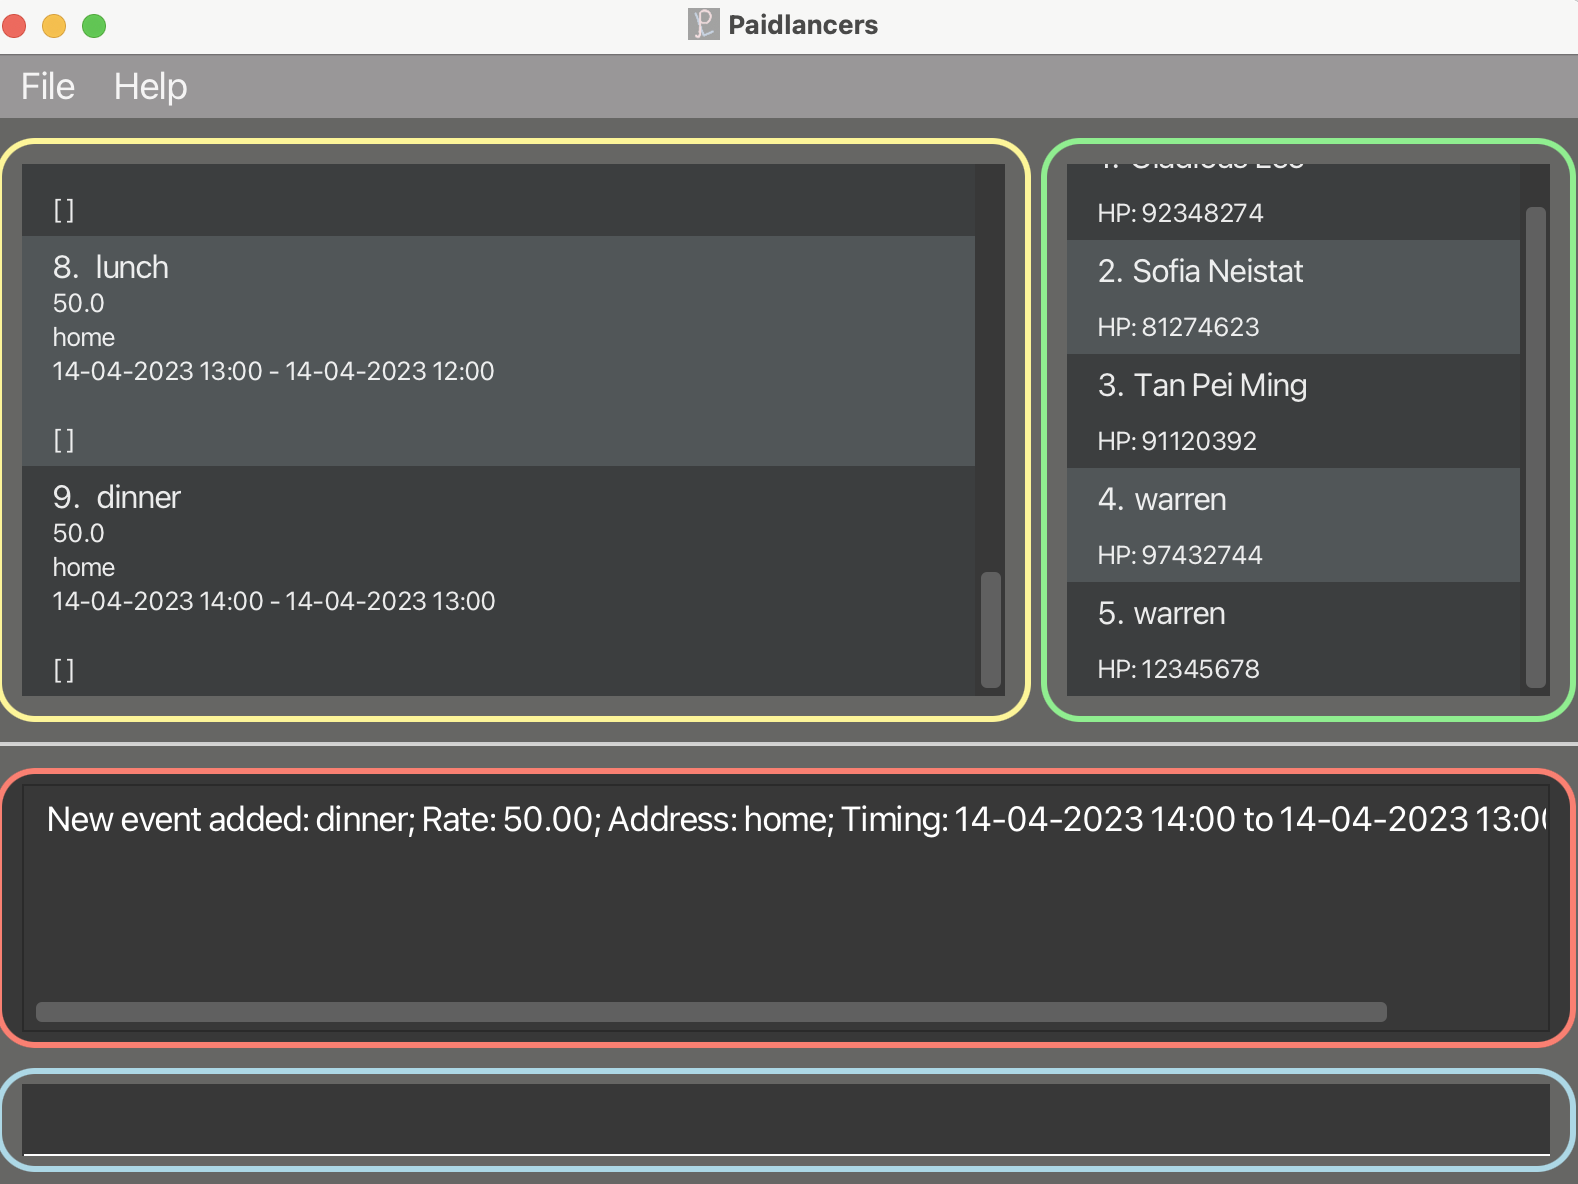 Paidlancers
File Help
[ ]
8. lunch
50.0
home
14-04-2023 13:00 - 14-04-2023 12:00
[ ]
9. dinner
50.0
home
14-04-2023 14:00 - 14-04-2023 13:00
[ ]
HP: 92348274
2. Sofia Neistat
HP: 81274623
3. Tan Pei Ming
HP: 91120392
4. warren
HP: 97432744
5. warren
HP: 12345678
New event added: dinner; Rate: 50.00; Address: home; Timing: 14-04-2023 14:00 to 14-04-2023 13:0